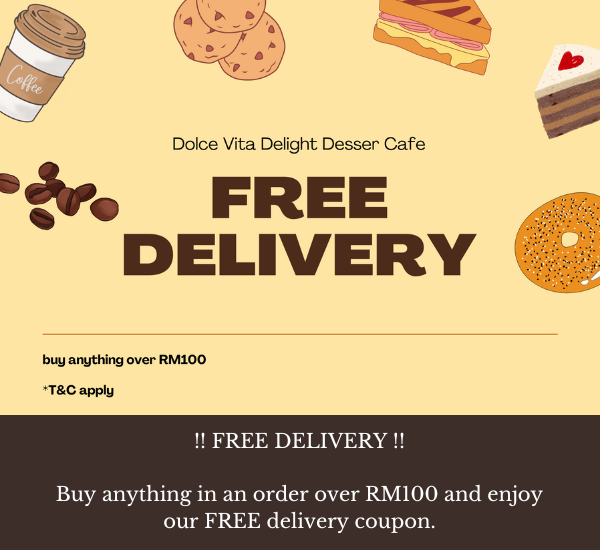 Coffee
Dolce Vita Delight Desser Cafe
FREE
DELIVERY
buy anything over RM100
*T&C apply
!! FREE DELIVERY !!
Buy anything in an order over RM100 and enjoy
our FREE delivery coupon.